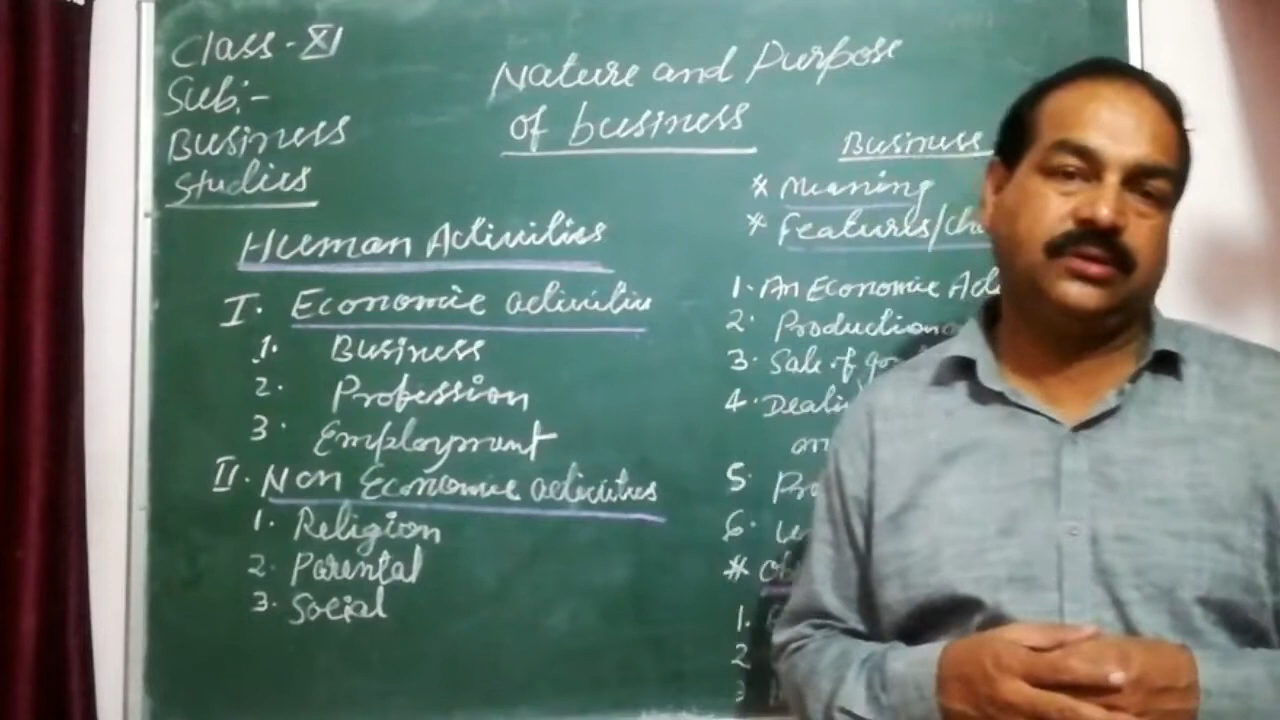 Class - XI
Sub:-
Business
Studies
Nature and Purpose
of business
Human Activities
I. Economic activities
1. Business
2. Profession
3. Employment
II. Non Economic activities
1. Religion
2. Parental
3. Social
Business
* Meaning
* Features/
1. An Economic
2. Production
3. Sale of
4.
5.
6.
*
1.
2
3